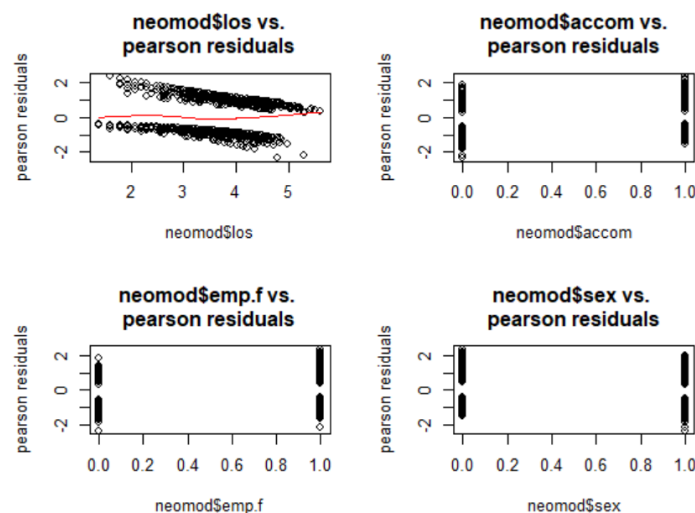 neomod$los vs.
pearson residuals
pearson residuals
2
0
-2
2 3 4 5
neomod$los
neomod$accom vs.
pearson residuals
pearson residuals
2
0
-2
0.0 0.2 0.4 0.6 0.8 1.0
neomod$accom
neomod$emp.f vs.
pearson residuals
pearson residuals
2
0
-2
0.0 0.2 0.4 0.6 0.8 1.0
neomod$emp.f
neomod$sex vs.
pearson residuals
pearson residuals
2
0
-2
0.0 0.2 0.4 0.6 0.8 1.0
neomod$sex